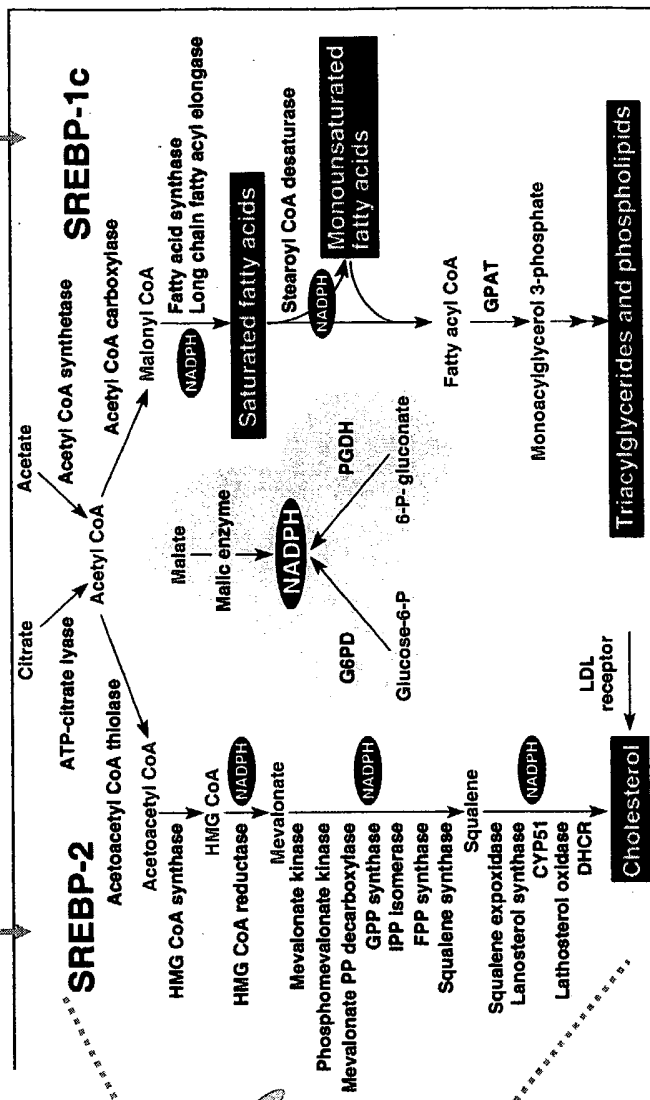 SREBP-2
SREBP-1c
Citrate
Acetate
ATP-citrate lyase
Acetyl CoA synthetase
Acetyl CoA
Acetoacetyl CoA thiolase
Acetyl CoA carboxylase
Acetoacetyl CoA
Malonyl CoA
HMG CoA synthase
HMG CoA
HMG CoA reductase
NADPH
Mevalonate
Mevalonate kinase
Phosphomevalonate kinase
Mevalonate PP decarboxylase
GPP synthase
NADPH
IPP isomerase
FPP synthase
Squalene synthase
Squalene
Squalene expoxidase
Lanosterol synthase
NADPH
CYP51
Lathosterol oxidase
DHCR
Cholesterol
LDL
receptor
Malate
Malic enzyme
NADPH
G6PD
PGDH
Glucose-6-P
6-P-gluconate
NADPH
Fatty acid synthase
Long chain fatty acyl elongase
Saturated fatty acids
Stearoyl CoA desaturase
NADPH
Monounsaturated
fatty acids
Fatty acyl CoA
GPAT
Monoacylglycerol 3-phosphate
Triacylglycerides and phospholipids